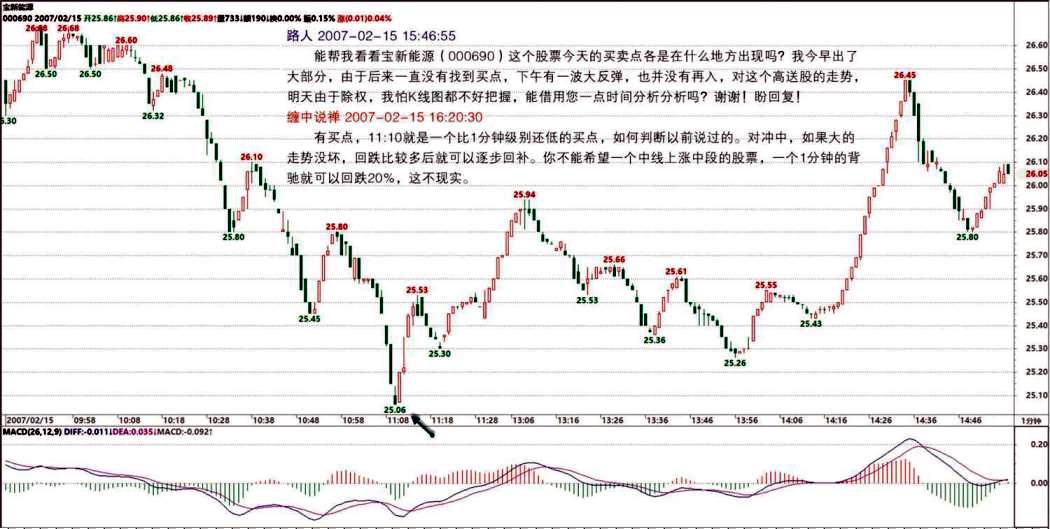 宝新能源
000690 2007/02/15 开25.86↑高25.90↑低25.86↑收25.89↑量733↓额190↓换0.00% 振0.15% 涨(0.01)0.04%
路人 2007-02-15 15:46:55
能帮我看看宝新能源(000690)这个股票今天的买卖点各是在什么地方出现吗?我今早出了
大部分,由于后来一直没有找到买点,下午有一波大反弹,也并没有再入,对这个高送股的走势,
明天由于除权,我怕K线图都不好把握,能借用您一点时间分析分析吗?谢谢!盼回复!
缠中说禅 2007-02-15 16:20:30
有买点,11:10就是一个比1分钟级别还低的买点,如何判断以前说过的。对冲中,如果大的
走势没坏,回跌比较多后就可以逐步回补。你不能希望一个中线上涨中段的股票,一个1分钟的背
驰就可以回跌20%,这不现实。
26.68 26.68 26.60 26.48 26.10 25.80 25.53 25.94 25.66 25.61 25.55 26.45
6.30 26.50 26.50 26.32 25.80 25.45 25.06 25.30 25.53 25.36 25.26 25.43 25.80
26.60
26.50
26.40
26.30
26.20
26.10
26.05
26.00
25.90
25.80
25.70
25.60
25.50
25.40
25.30
25.20
25.10
2007/02/15 09:58 10:08 10:18 10:28 10:38 10:48 10:58 11:08 11:18 11:28 13:06 13:16 13:26 13:36 13:46 13:56 14:06 14:16 14:26 14:36 14:46 1分钟
MACD(26,12,9) DIFF:-0.011↓DEA:0.035↓MACD:-0.092↑
0.20
0.00